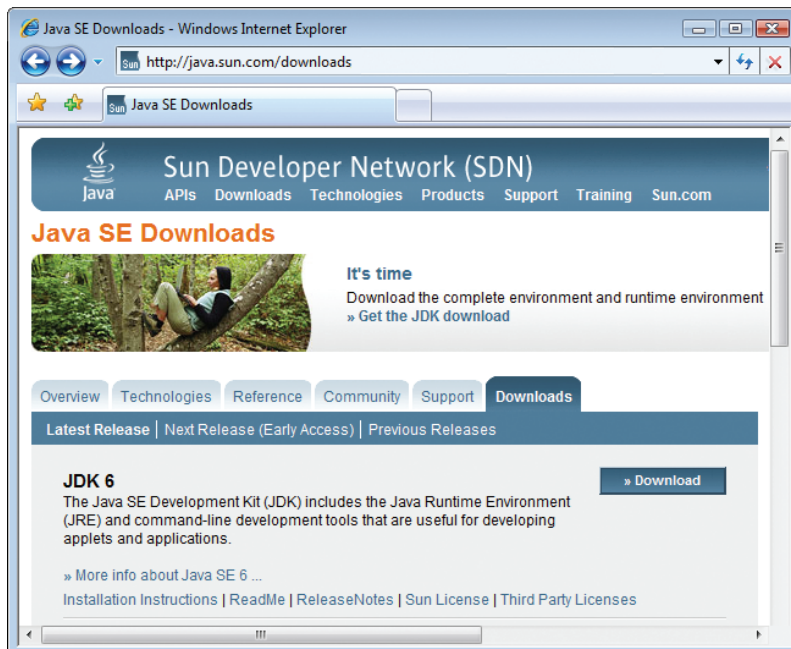 Java SE Downloads - Windows Internet Explorer
Sun http://java.sun.com/downloads
Sun Java SE Downloads
Java
Sun Developer Network (SDN)
APIs Downloads Technologies Products Support Training Sun.com
Java SE Downloads
It's time
Download the complete environment and runtime environment
» Get the JDK download
Overview Technologies Reference Community Support Downloads
Latest Release | Next Release (Early Access) | Previous Releases
JDK 6
» Download
The Java SE Development Kit (JDK) includes the Java Runtime Environment
(JRE) and command-line development tools that are useful for developing
applets and applications.
» More info about Java SE 6 ...
Installation Instructions | ReadMe | ReleaseNotes | Sun License | Third Party Licenses